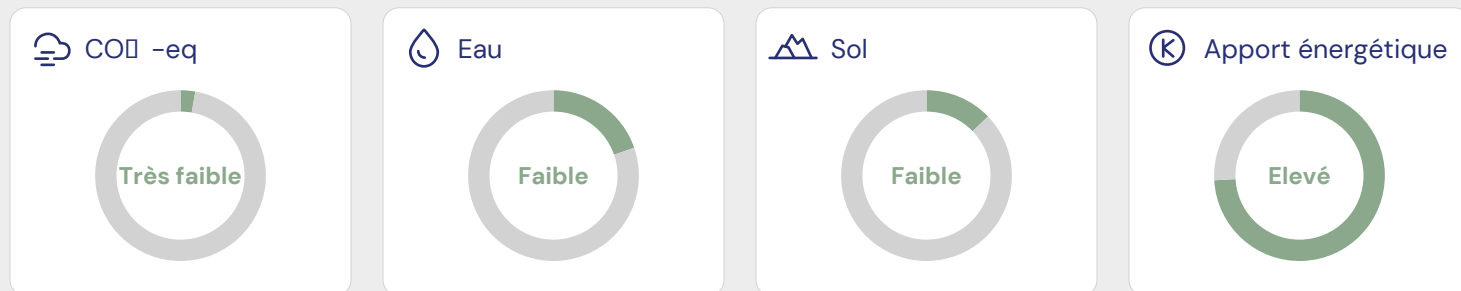 CO▯ -eq
Eau
Sol
Apport énergétique
Très faible
Faible
Faible
Elevé